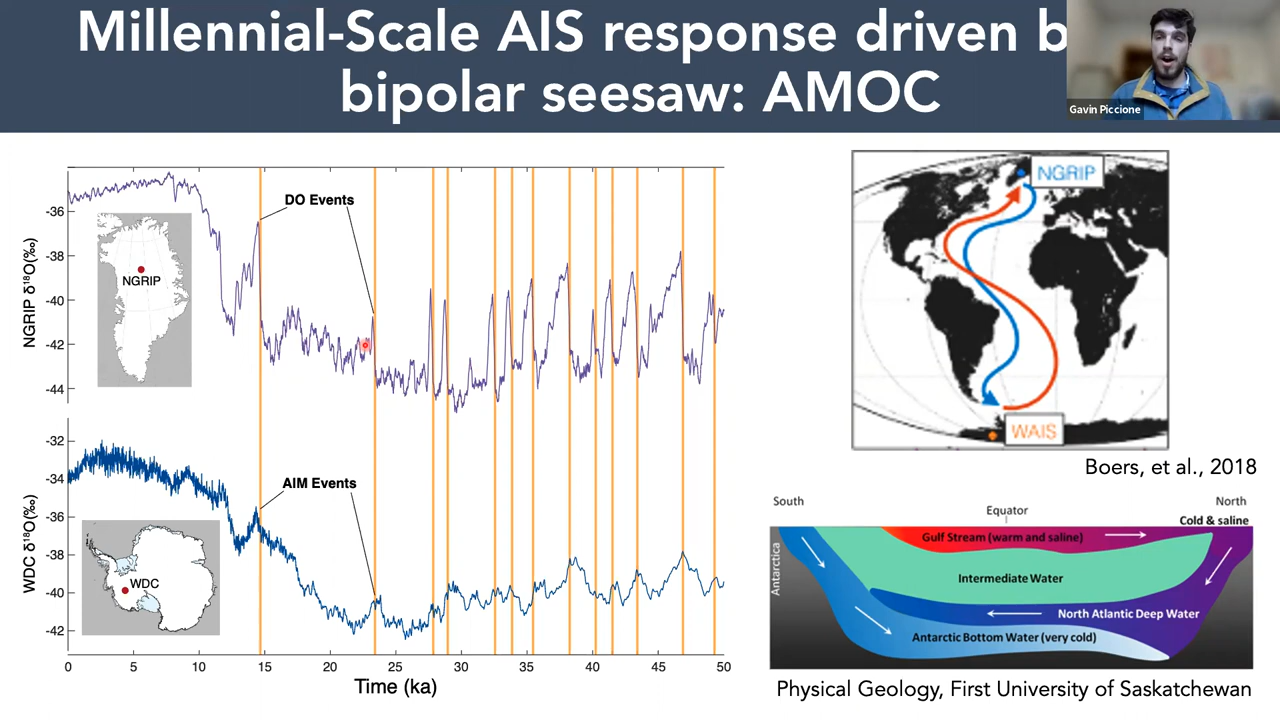 Millennial-Scale AIS response driven b
bipolar seesaw: AMOC
Gavin Piccione
NGRIP δ¹⁸O(‰)
-36
-38
-40
-42
-44
DO Events
NGRIP
WDC δ¹⁸O(‰)
-32
-34
-36
-38
-40
-42
AIM Events
WDC
0
5
10
15
20
25
30
35
40
45
50
Time (ka)
NGRIP
WAIS
Boers, et al., 2018
South
North
Equator
Cold & saline
Gulf Stream (warm and saline)
Antarctica
Intermediate Water
North Atlantic Deep Water
Antarctic Bottom Water (very cold)
Physical Geology, First University of Saskatchewan